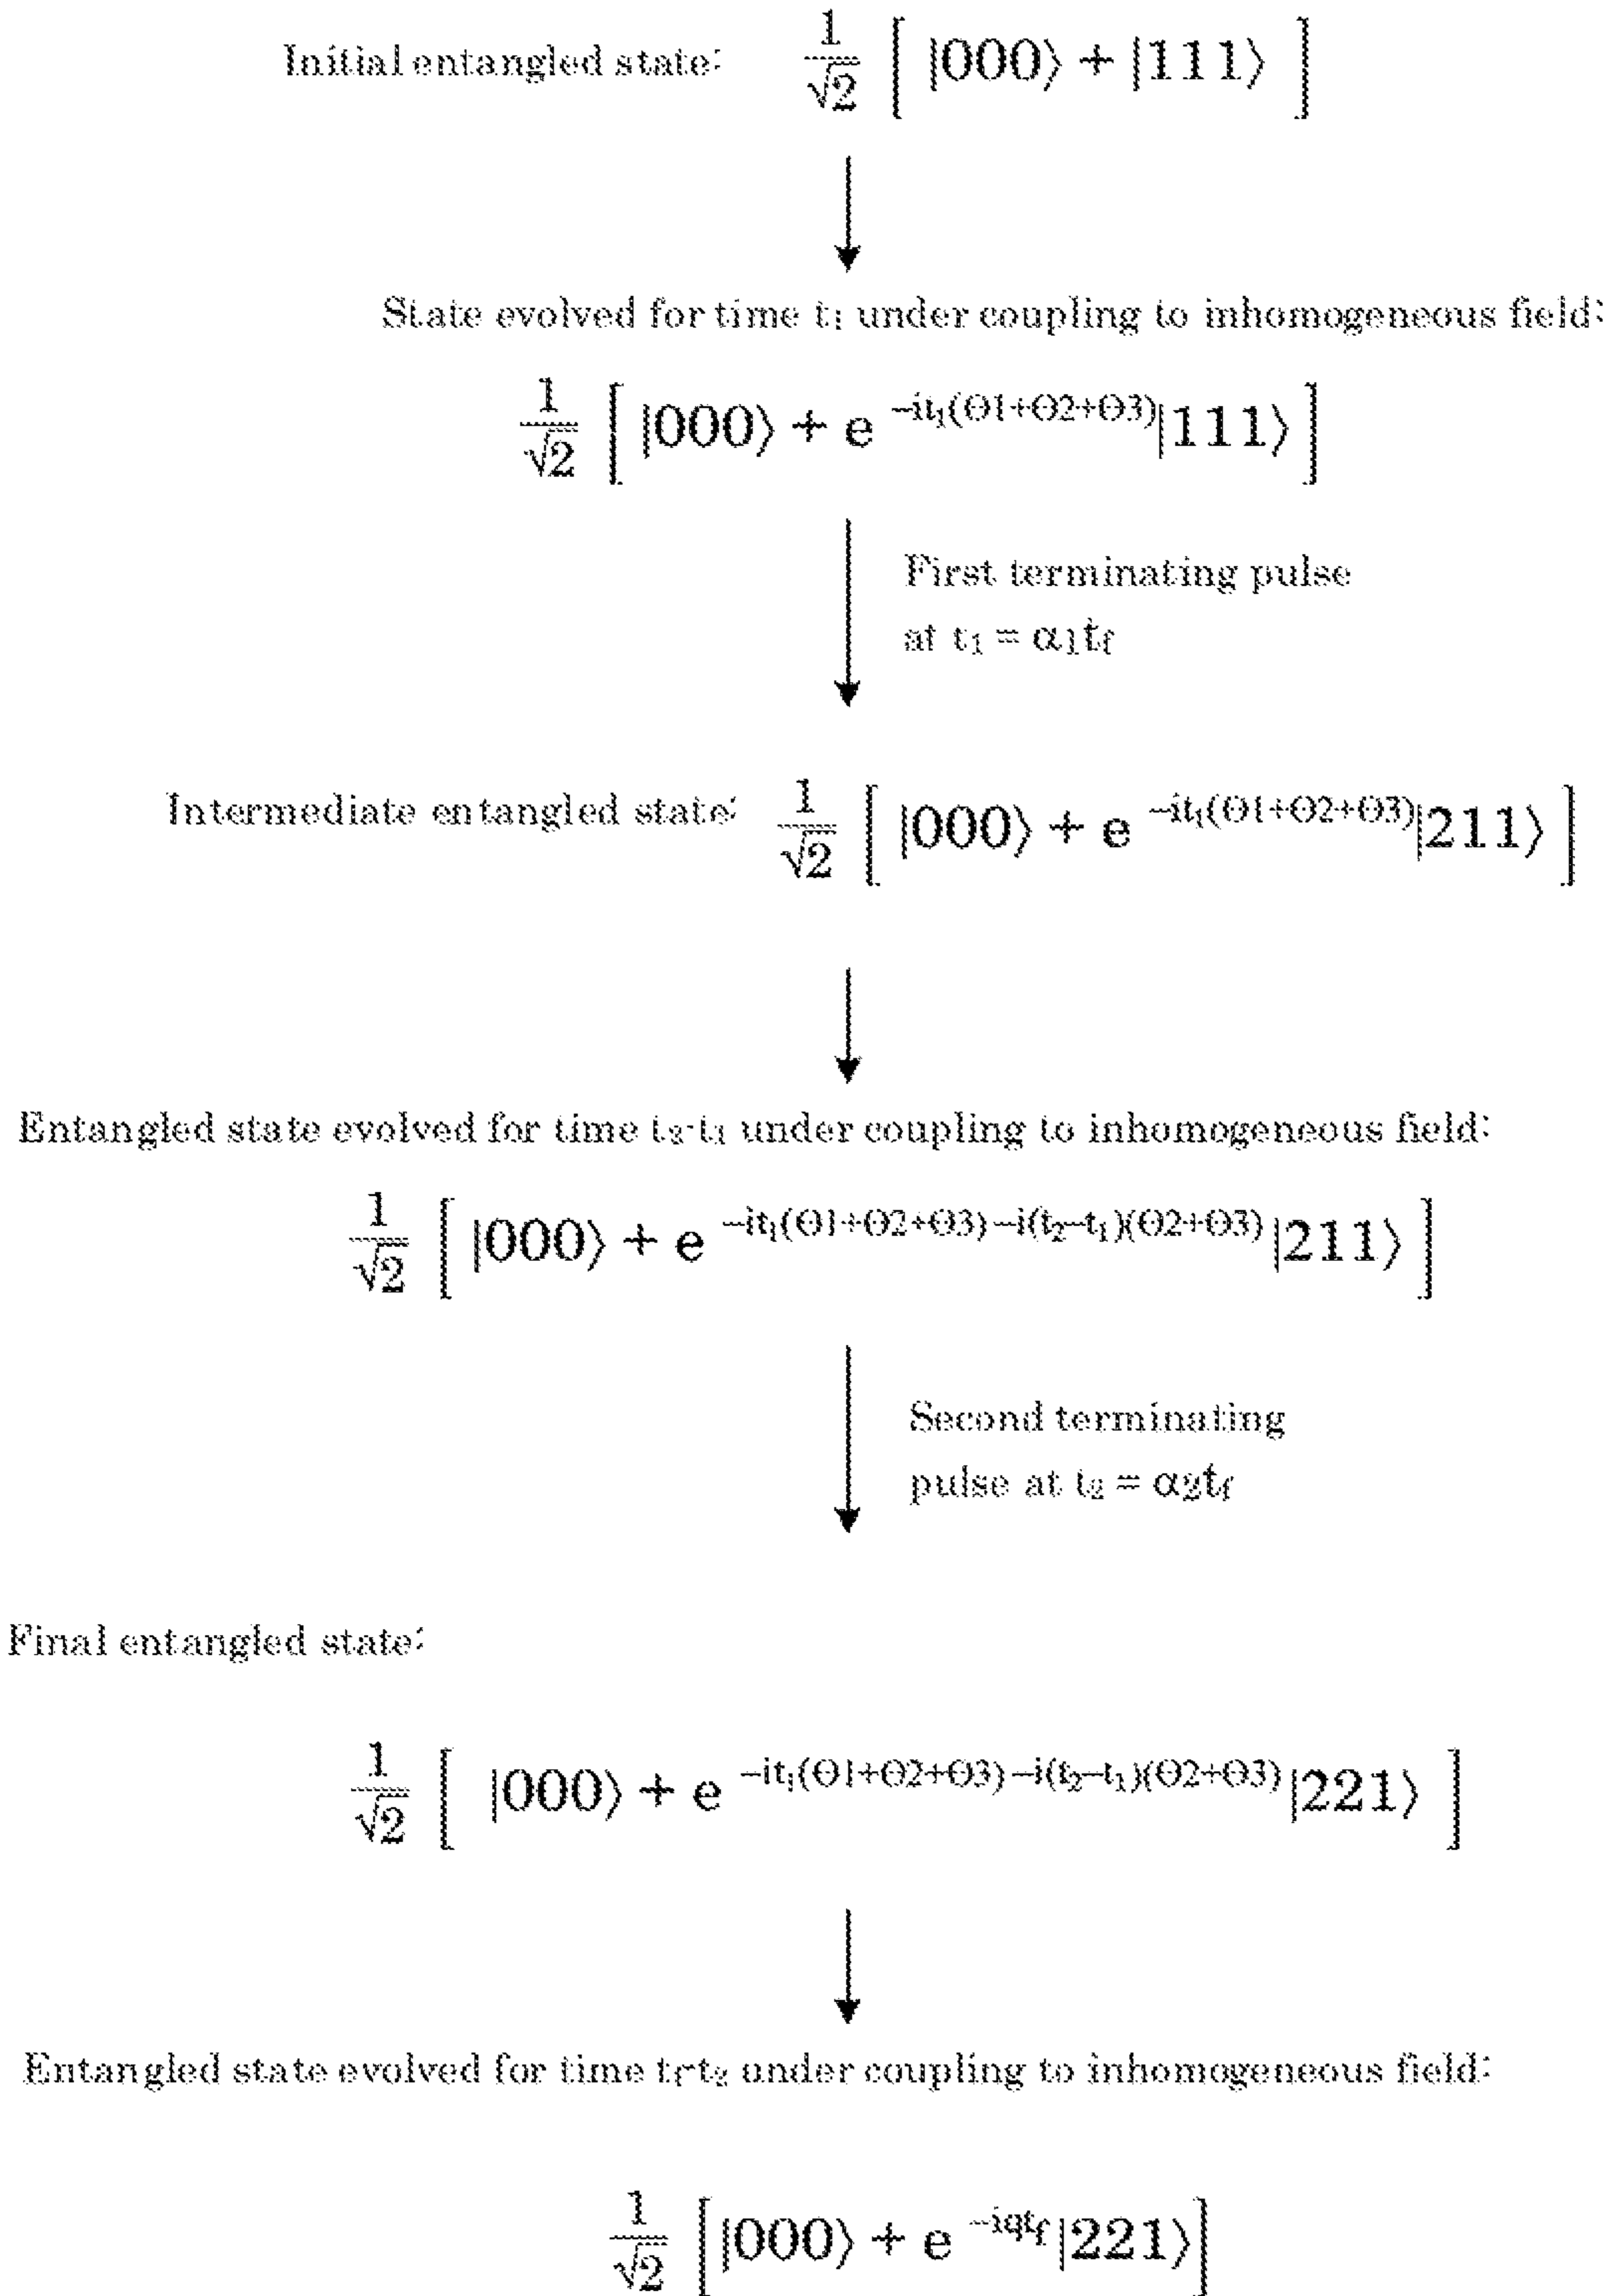 Initial entangled state: 1/√2 [ |000⟩ + |111⟩ ]
State evolved for time t₁ under coupling to inhomogeneous field:
1/√2 [ |000⟩ + e^(−it₁(Θ1+Θ2+Θ3)) |111⟩ ]
First terminating pulse
at t₁ = α₁t_f
Intermediate entangled state: 1/√2 [ |000⟩ + e^(−it₁(Θ1+Θ2+Θ3)) |211⟩ ]
Entangled state evolved for time t₂-t₁ under coupling to inhomogeneous field:
1/√2 [ |000⟩ + e^(−it₁(Θ1+Θ2+Θ3)−i(t₂−t₁)(Θ2+Θ3)) |211⟩ ]
Second terminating
pulse at t₂ = α₂t_f
Final entangled state:
1/√2 [ |000⟩ + e^(−it₁(Θ1+Θ2+Θ3)−i(t₂−t₁)(Θ2+Θ3)) |221⟩ ]
Entangled state evolved for time t_f-t₂ under coupling to inhomogeneous field:
1/√2 [ |000⟩ + e^(−iqt_f) |221⟩ ]